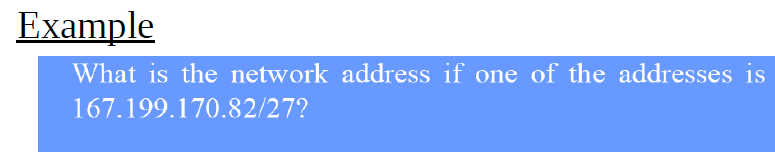 Example
What is the network address if one of the addresses is
167.199.170.82/27?